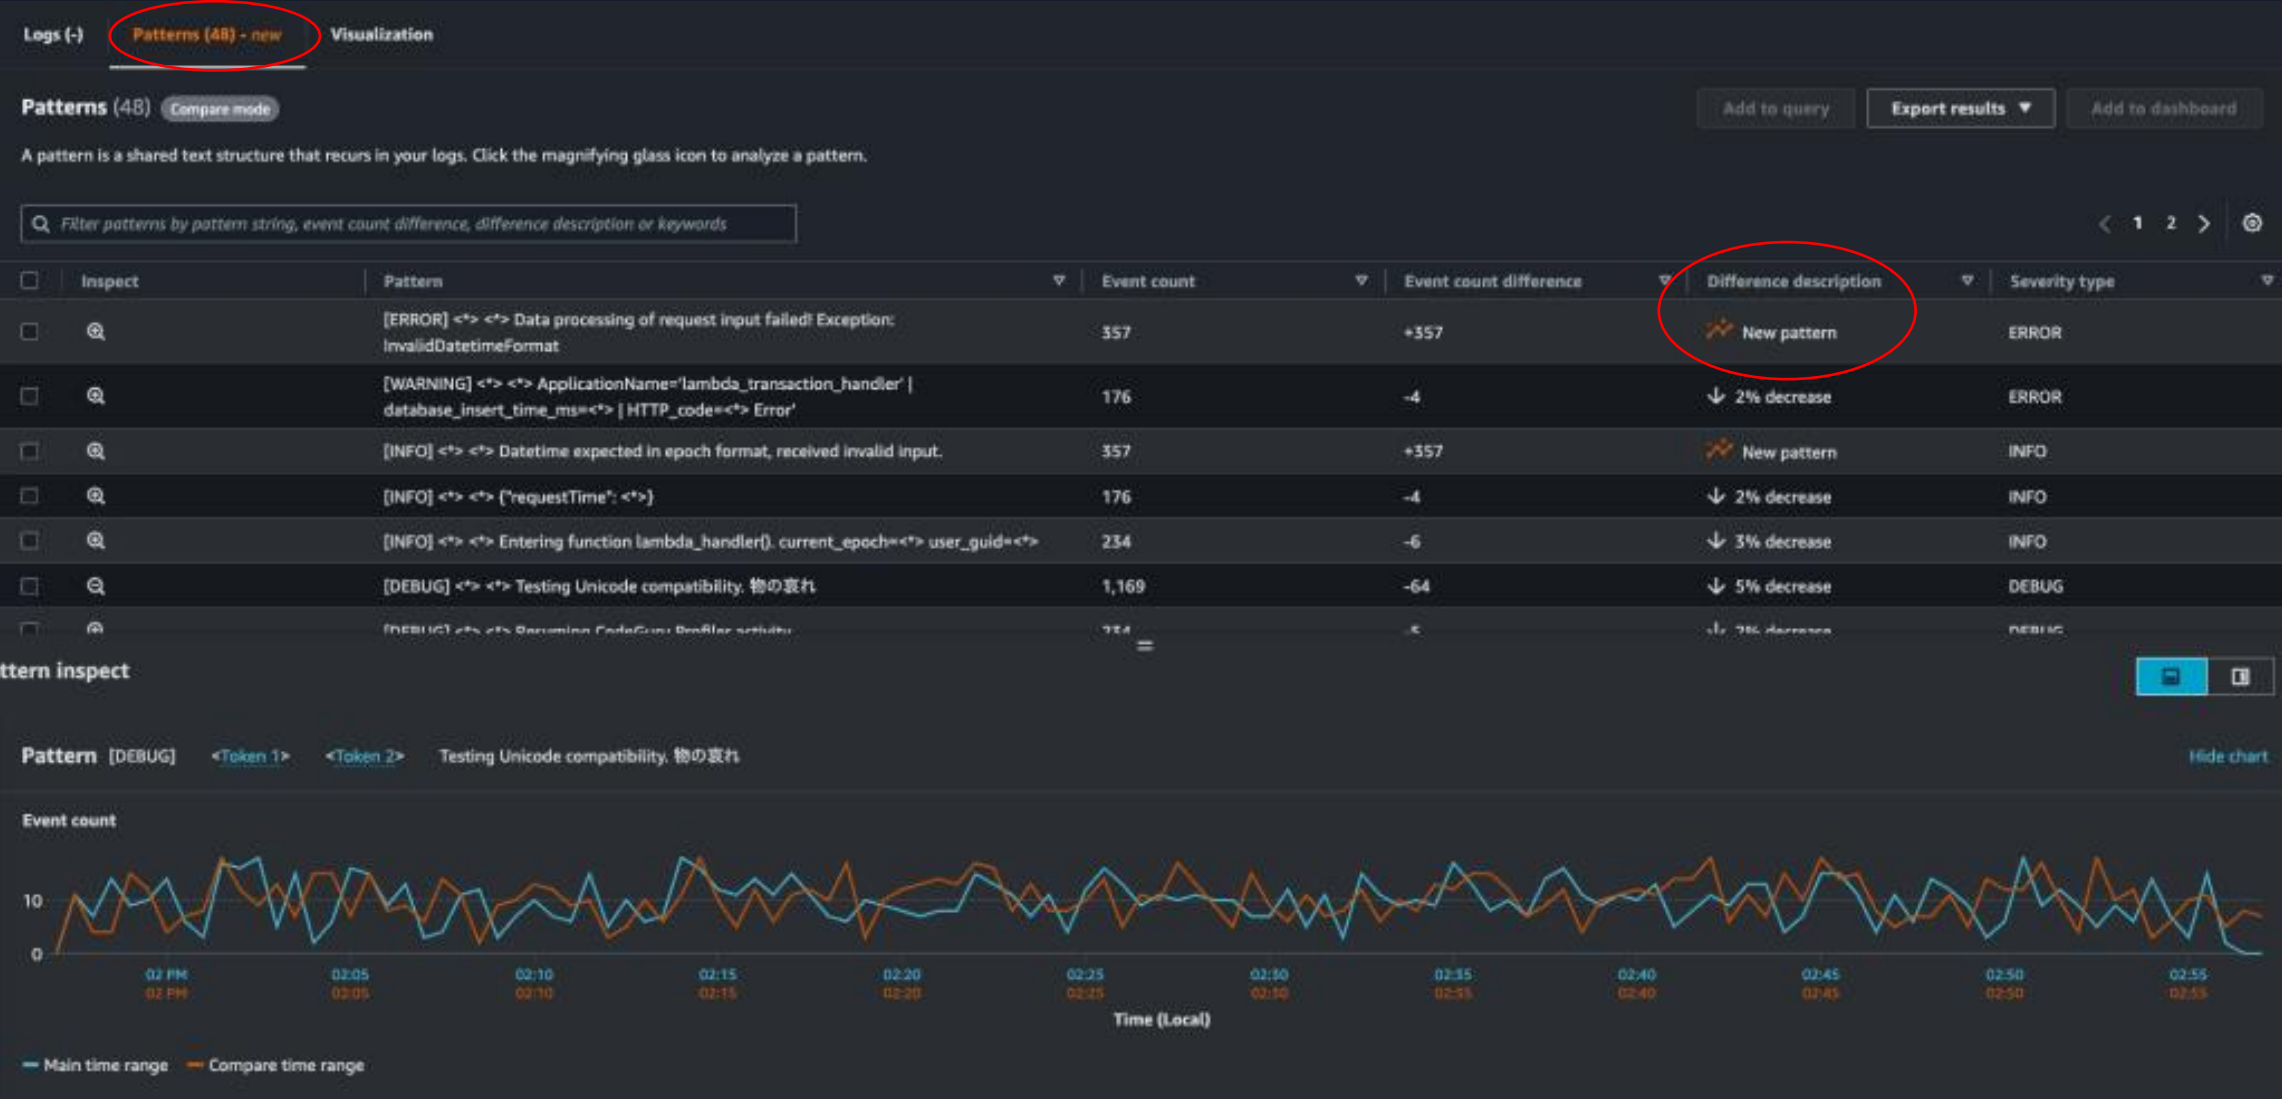 Logs (-) Patterns (48) - new Visualization
Patterns (48) Compare mode Add to query Export results Add to dashboard
A pattern is a shared text structure that recurs in your logs. Click the magnifying glass icon to analyze a pattern.
Filter patterns by pattern string, event count difference, difference description or keywords 1 2
Inspect Pattern Event count Event count difference Difference description Severity type
[ERROR] <*> <*> Data processing of request input failed! Exception:
InvalidDatetimeFormat
357 +357 New pattern ERROR
[WARNING] <*> <*> ApplicationName='lambda_transaction_handler' |
database_insert_time_ms=<*> | HTTP_code=<*> Error'
176 -4 2% decrease ERROR
[INFO] <*> <*> Datetime expected in epoch format, received invalid input. 357 +357 New pattern INFO
[INFO] <*> <*> {"requestTime": <*>} 176 -4 2% decrease INFO
[INFO] <*> <*> Entering function lambda_handler(). current_epoch=<*> user_guid=<*> 234 -6 3% decrease INFO
[DEBUG] <*> <*> Testing Unicode compatibility. 物の哀れ 1,169 -64 5% decrease DEBUG
[DEBUG] <*> <*> Resuming CodeGuru Profiler activity. 234 -5 2% decrease DEBUG
ttern inspect
Pattern [DEBUG] <Token 1> <Token 2> Testing Unicode compatibility. 物の哀れ Hide chart
Event count
10
0
02 PM 02:05 02:10 02:15 02:20 02:25 02:30 02:35 02:40 02:45 02:50 02:55
02 PM 02:05 02:10 02:15 02:20 02:25 02:30 02:35 02:40 02:45 02:50 02:55
Time (Local)
Main time range Compare time range